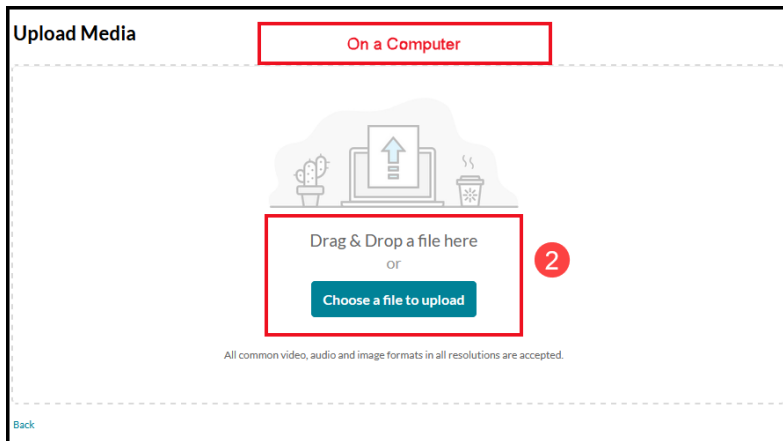 Upload Media
On a Computer
Drag & Drop a file here
or
2
Choose a file to upload
All common video, audio and image formats in all resolutions are accepted.
Back